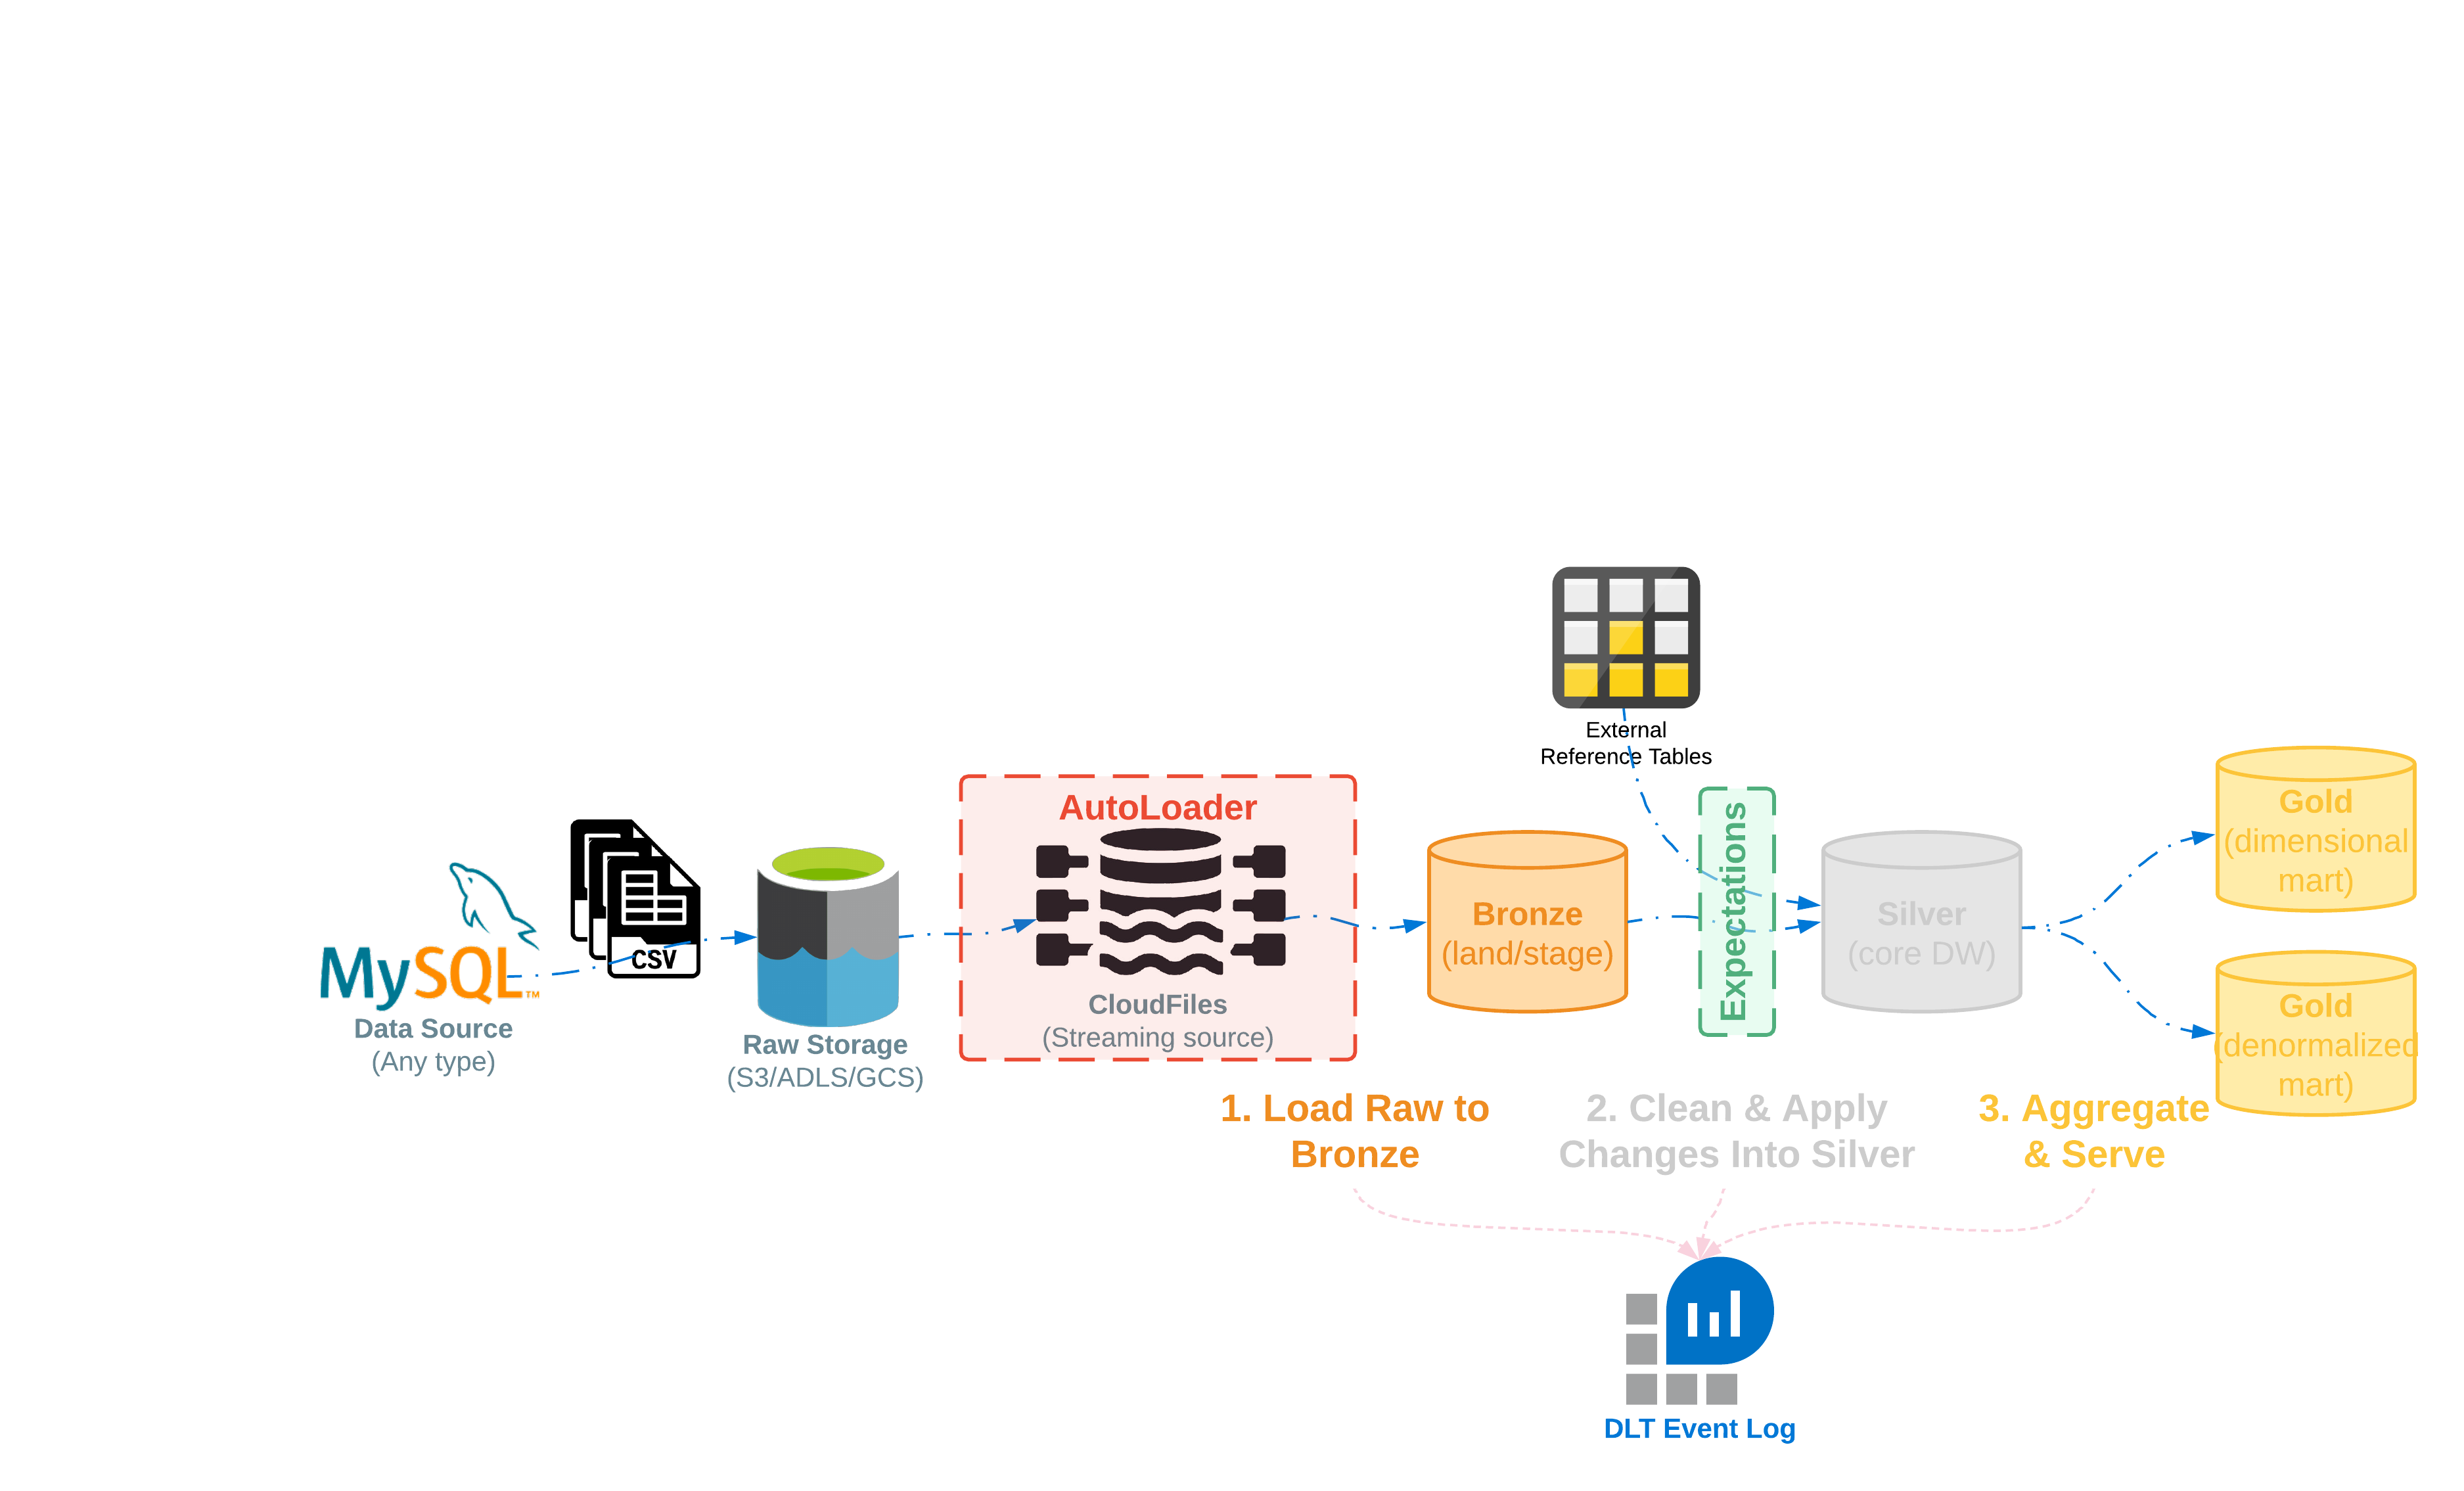 External
Reference Tables
AutoLoader
CloudFiles
(Streaming source)
MySQL™
Data Source
(Any type)
CSV
Raw Storage
(S3/ADLS/GCS)
Bronze
(land/stage)
Expectations
Silver
(core DW)
Gold
(dimensional
mart)
Gold
(denormalized
mart)
1. Load Raw to
Bronze
2. Clean & Apply
Changes Into Silver
3. Aggregate
& Serve
DLT Event Log